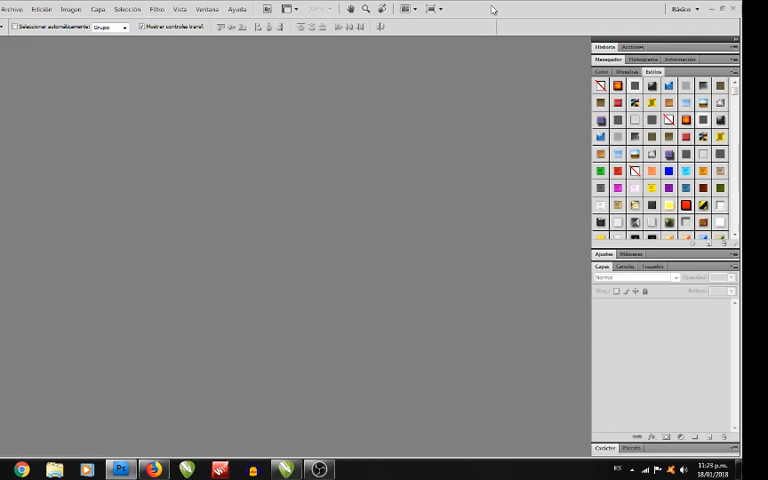 Archivo Edición Imagen Capa Selección Filtro Vista Ventana Ayuda Básico
Seleccionar automáticamente: Grupo Mostrar controles transf.
Historia Acciones
Navegador Histograma Información
Color Muestras Estilos
Ajustes Máscaras
Capas Canales Trazados
Normal Opacidad:
Relleno:
Carácter Párrafo
Ps
ES 11:23 p.m.
18/01/2018